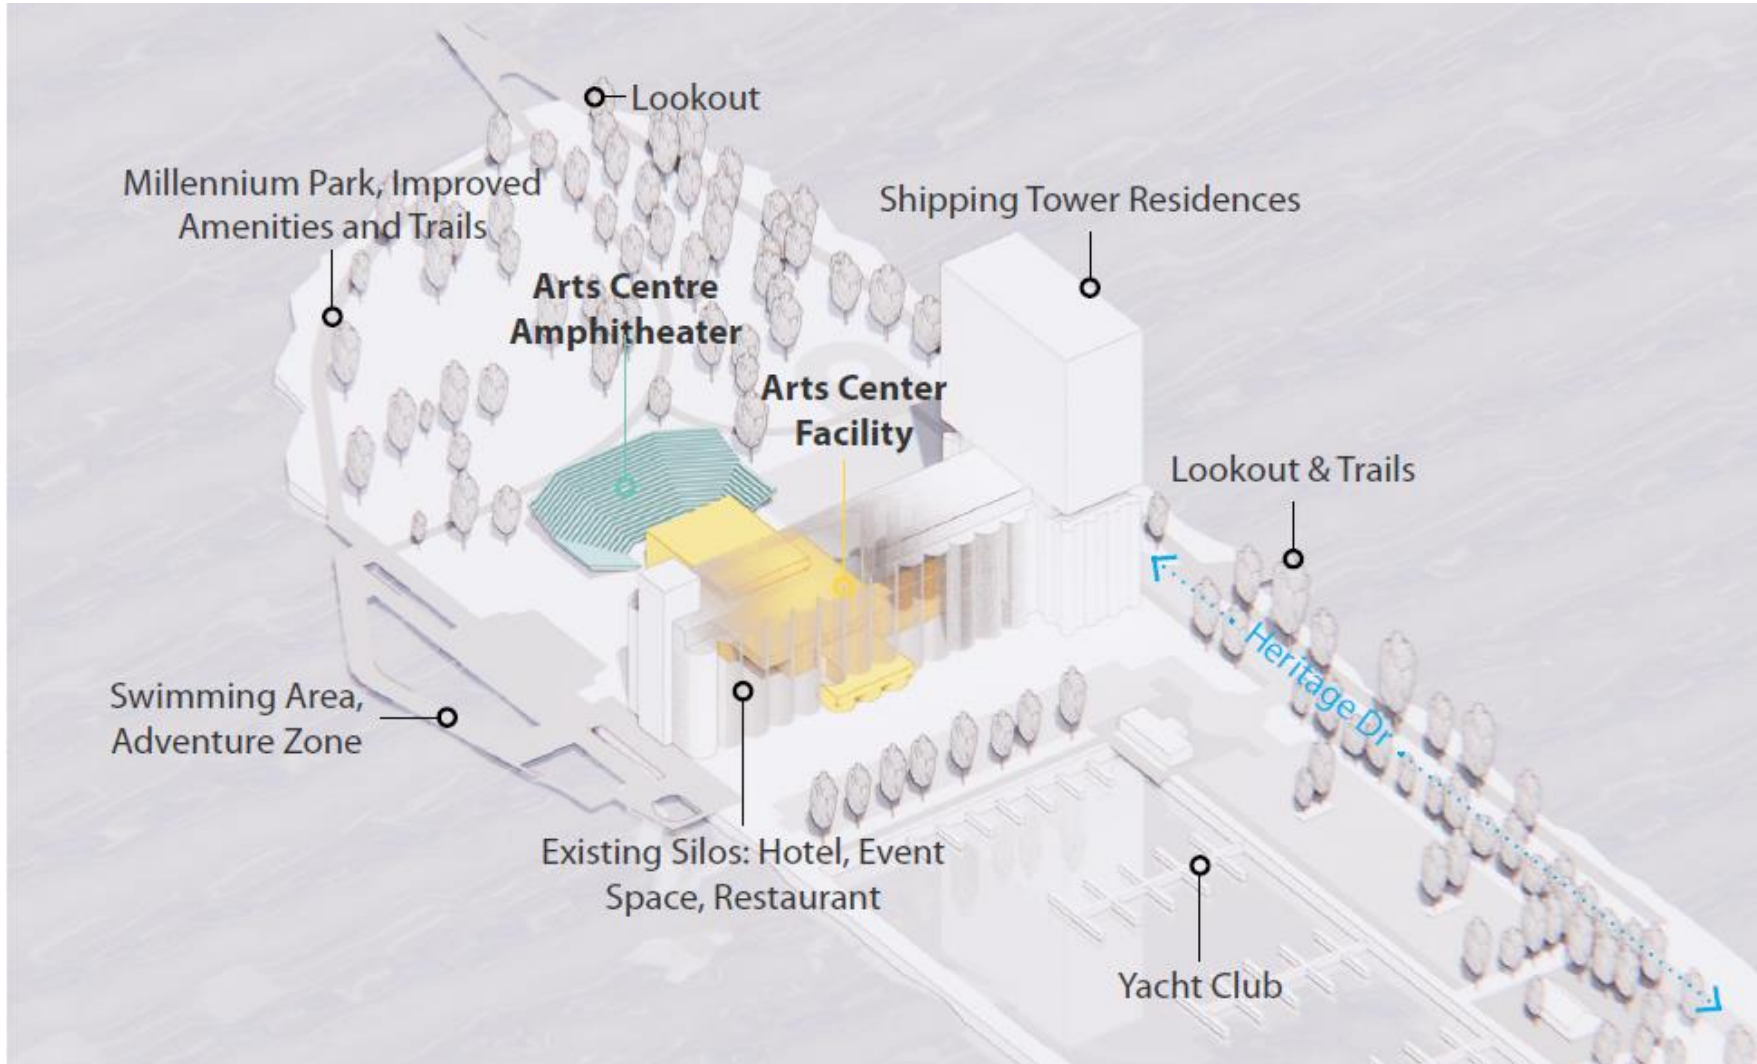 Lookout
Millennium Park, Improved
Amenities and Trails
Shipping Tower Residences
Arts Centre
Amphitheater
Arts Center
Facility
Lookout & Trails
Heritage Dr.
Swimming Area,
Adventure Zone
Existing Silos: Hotel, Event
Space, Restaurant
Yacht Club